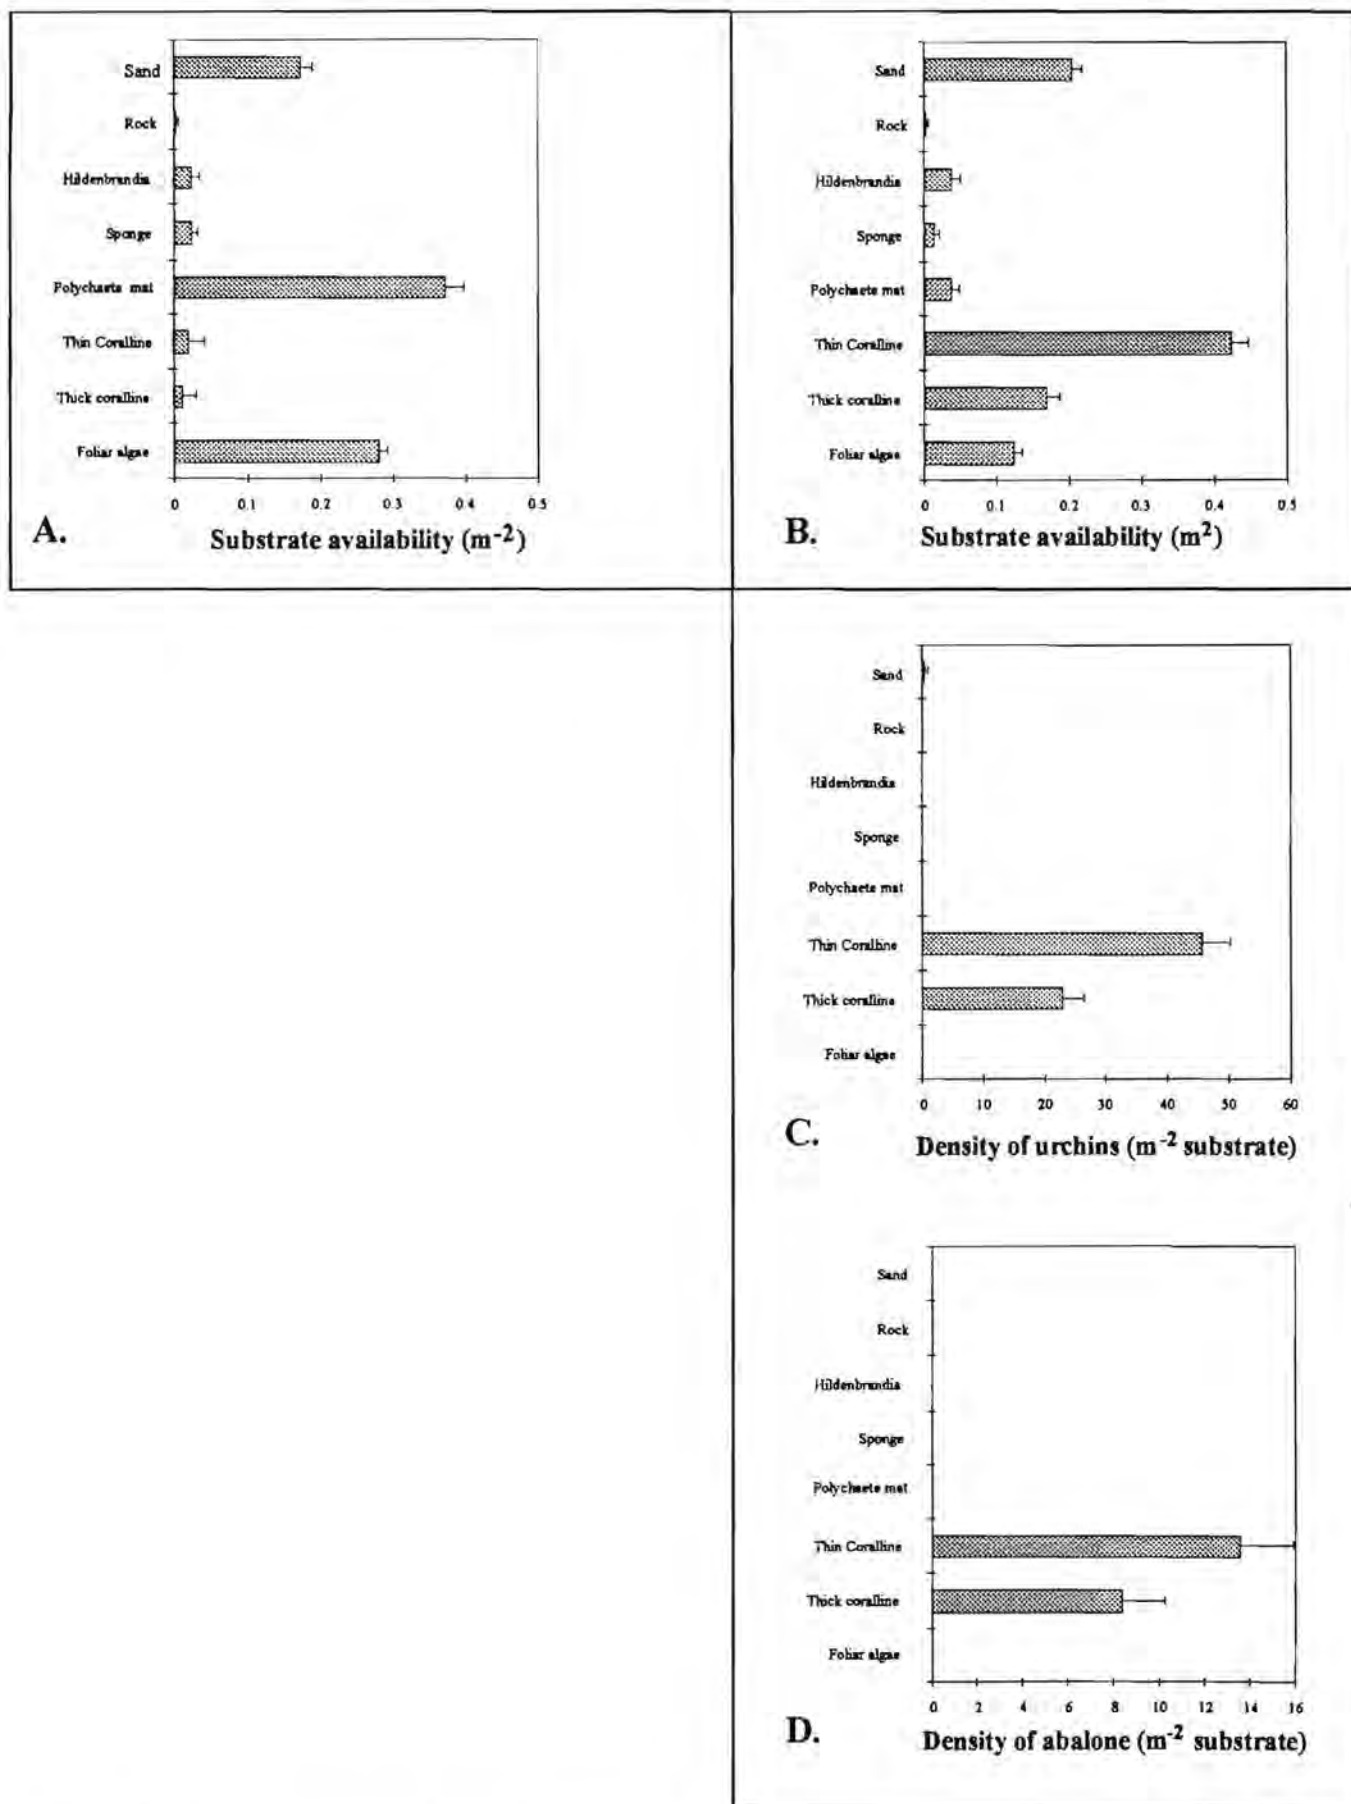 Sand
Rock
Hildenbrandia
Sponge
Polychaete mat
Thin Coralline
Thick coralline
Foliar algae
0 0.1 0.2 0.3 0.4 0.5
A.
Substrate availability (m-2)
Sand
Rock
Hildenbrandia
Sponge
Polychaete mat
Thin Coralline
Thick coralline
Foliar algae
0 0.1 0.2 0.3 0.4 0.5
B.
Substrate availability (m2)
Sand
Rock
Hildenbrandia
Sponge
Polychaete mat
Thin Coralline
Thick coralline
Foliar algae
0 10 20 30 40 50 60
C.
Density of urchins (m-2 substrate)
Sand
Rock
Hildenbrandia
Sponge
Polychaete mat
Thin Coralline
Thick coralline
Foliar algae
0 2 4 6 8 10 12 14 16
D.
Density of abalone (m-2 substrate)